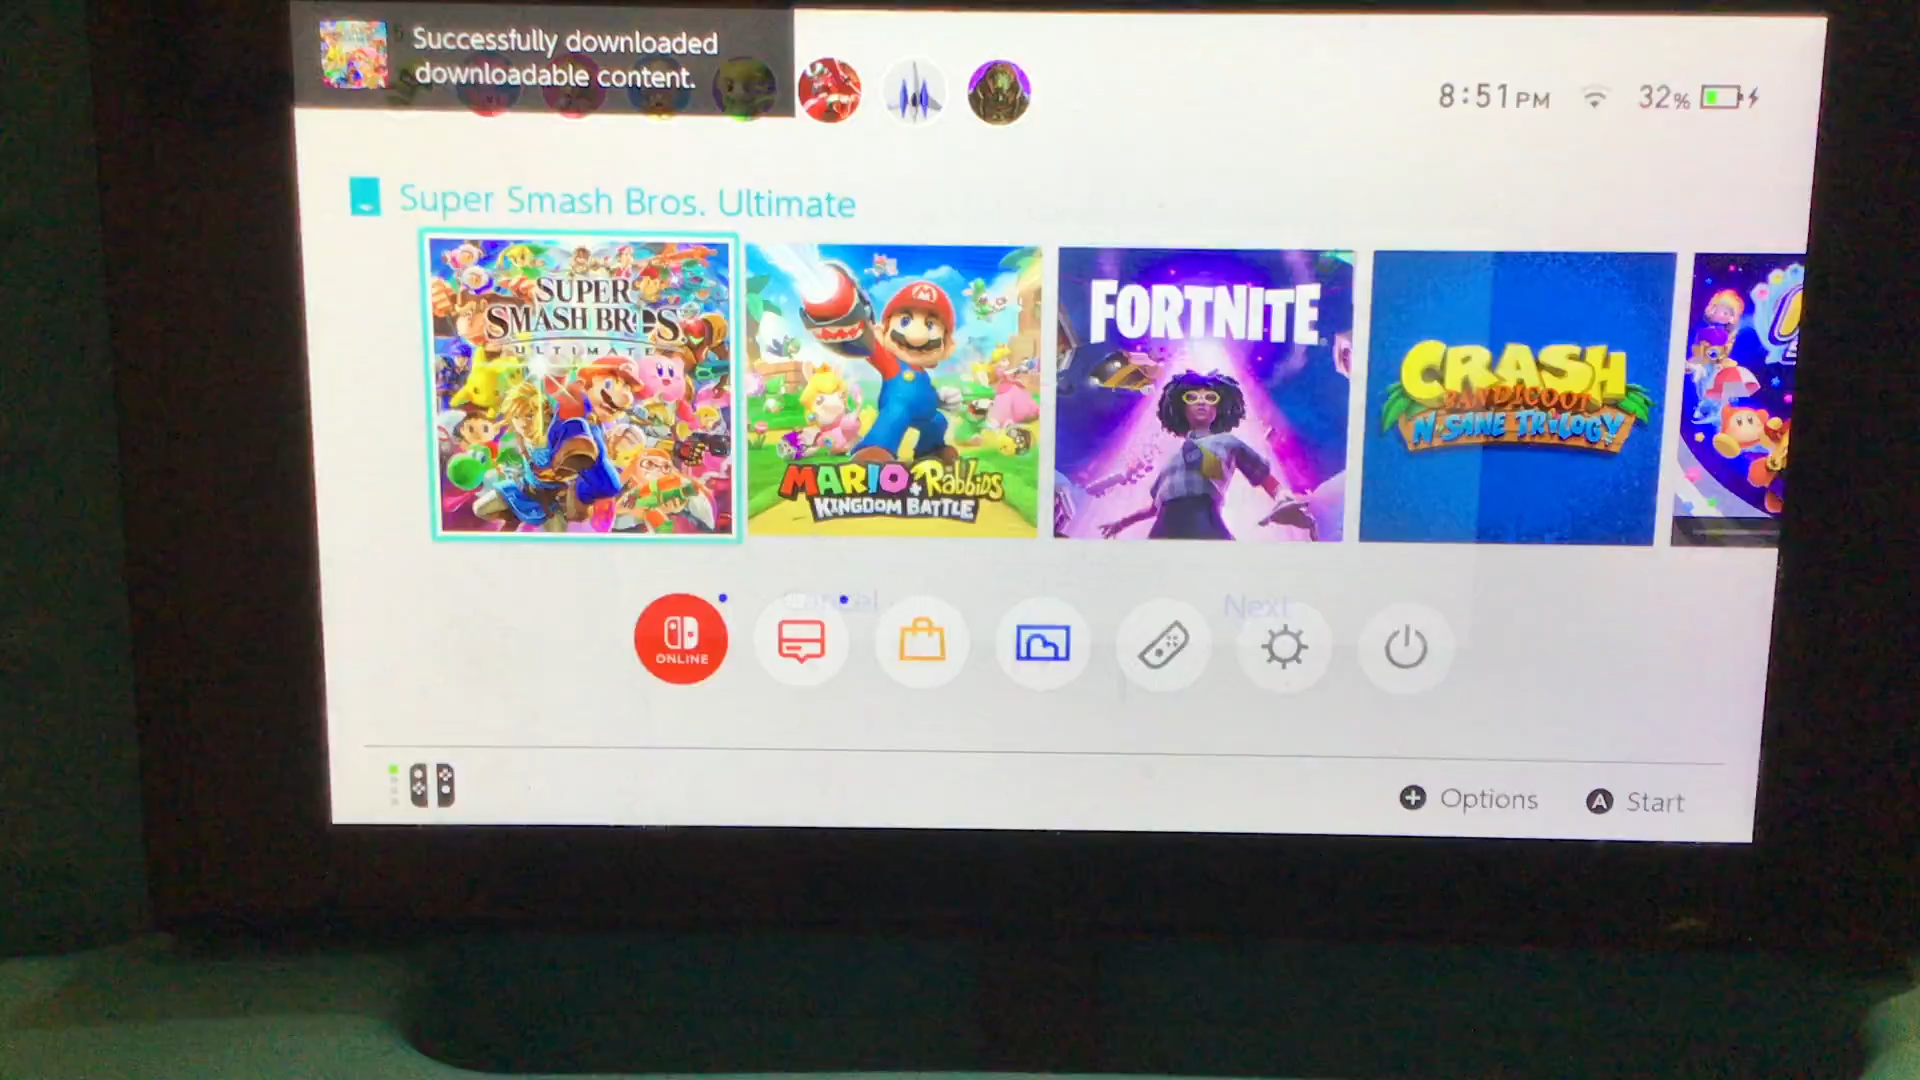 Successfully downloaded
downloadable content.
8:51PM
32%
Super Smash Bros. Ultimate
SUPER
SMASH BROS.
ULTIMATE
MARIO + Rabbids
KINGDOM BATTLE
FORTNITE
CRASH
BANDICOOT
N. SANE TRILOGY
Cancel
Next
ONLINE
Options
A Start